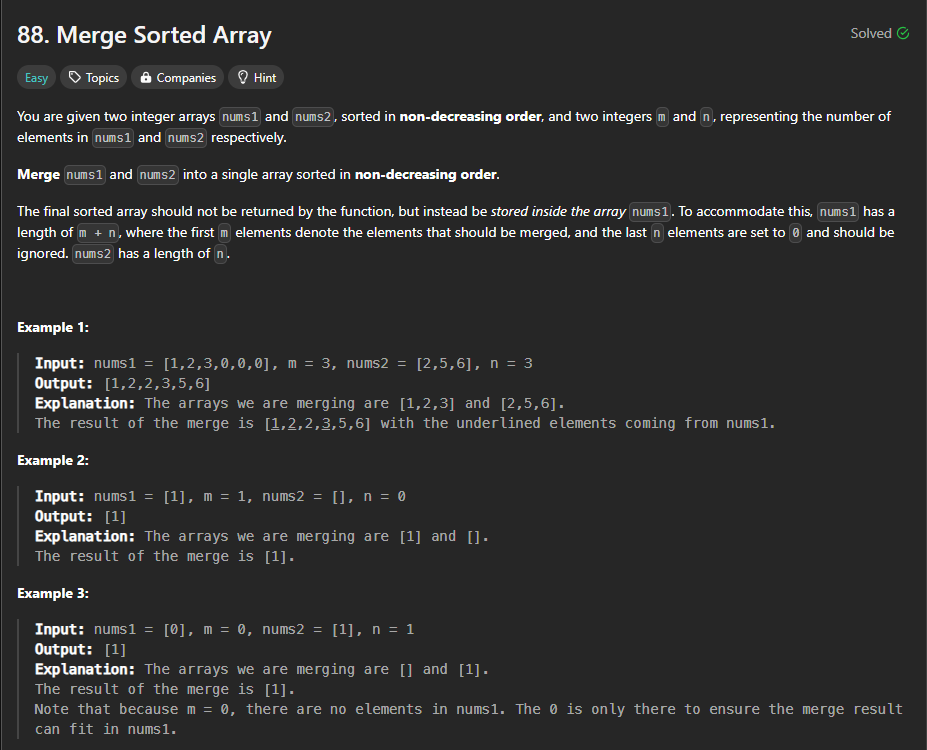 88. Merge Sorted Array
Solved
Easy
Topics
Companies
Hint
You are given two integer arrays nums1 and nums2, sorted in non-decreasing order, and two integers m and n, representing the number of
elements in nums1 and nums2 respectively.
Merge nums1 and nums2 into a single array sorted in non-decreasing order.
The final sorted array should not be returned by the function, but instead be stored inside the array nums1. To accommodate this, nums1 has a
length of m + n, where the first m elements denote the elements that should be merged, and the last n elements are set to 0 and should be
ignored. nums2 has a length of n.
Example 1:
Input: nums1 = [1,2,3,0,0,0], m = 3, nums2 = [2,5,6], n = 3
Output: [1,2,2,3,5,6]
Explanation: The arrays we are merging are [1,2,3] and [2,5,6].
The result of the merge is [1,2,2,3,5,6] with the underlined elements coming from nums1.
Example 2:
Input: nums1 = [1], m = 1, nums2 = [], n = 0
Output: [1]
Explanation: The arrays we are merging are [1] and [].
The result of the merge is [1].
Example 3:
Input: nums1 = [0], m = 0, nums2 = [1], n = 1
Output: [1]
Explanation: The arrays we are merging are [] and [1].
The result of the merge is [1].
Note that because m = 0, there are no elements in nums1. The 0 is only there to ensure the merge result
can fit in nums1.